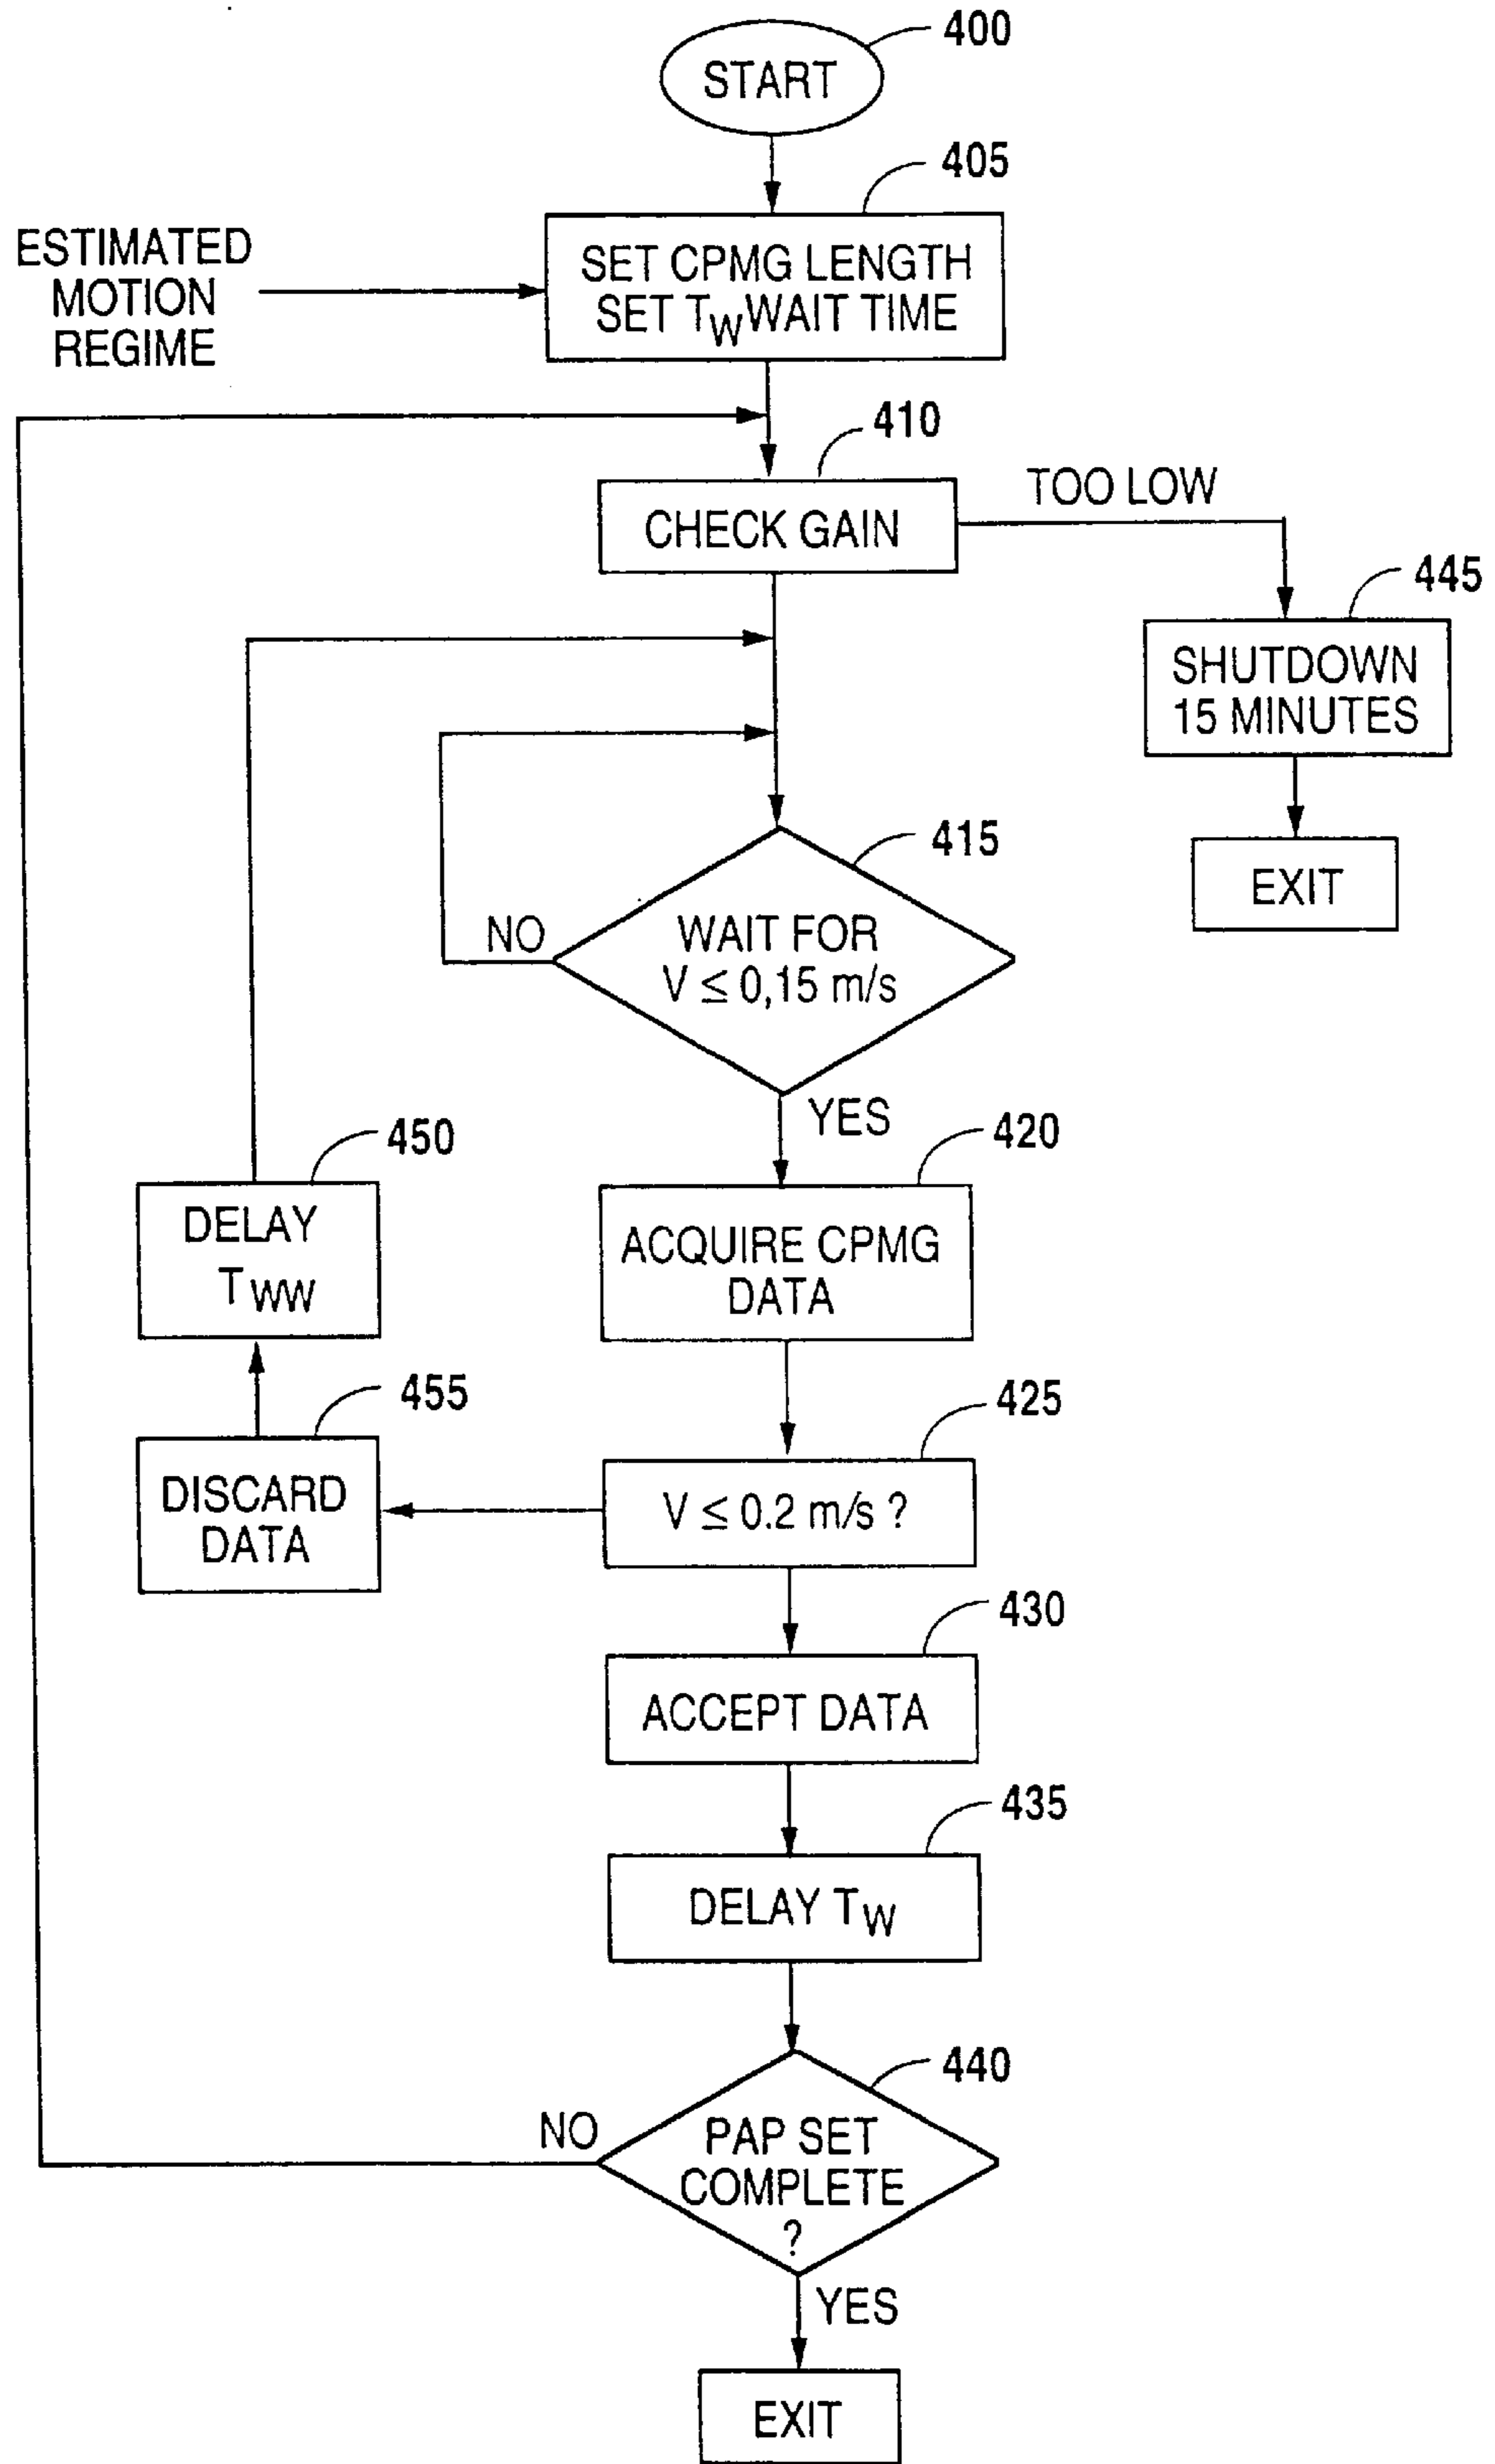 400
START
405
ESTIMATED
MOTION
REGIME
SET CPMG LENGTH
SET TW WAIT TIME
410
CHECK GAIN
TOO LOW
445
SHUTDOWN
15 MINUTES
EXIT
415
WAIT FOR
V ≤ 0,15 m/s
NO
YES
420
ACQUIRE CPMG
DATA
450
DELAY
TWW
455
DISCARD
DATA
425
V ≤ 0.2 m/s ?
430
ACCEPT DATA
435
DELAY TW
440
PAP SET
COMPLETE
?
NO
YES
EXIT